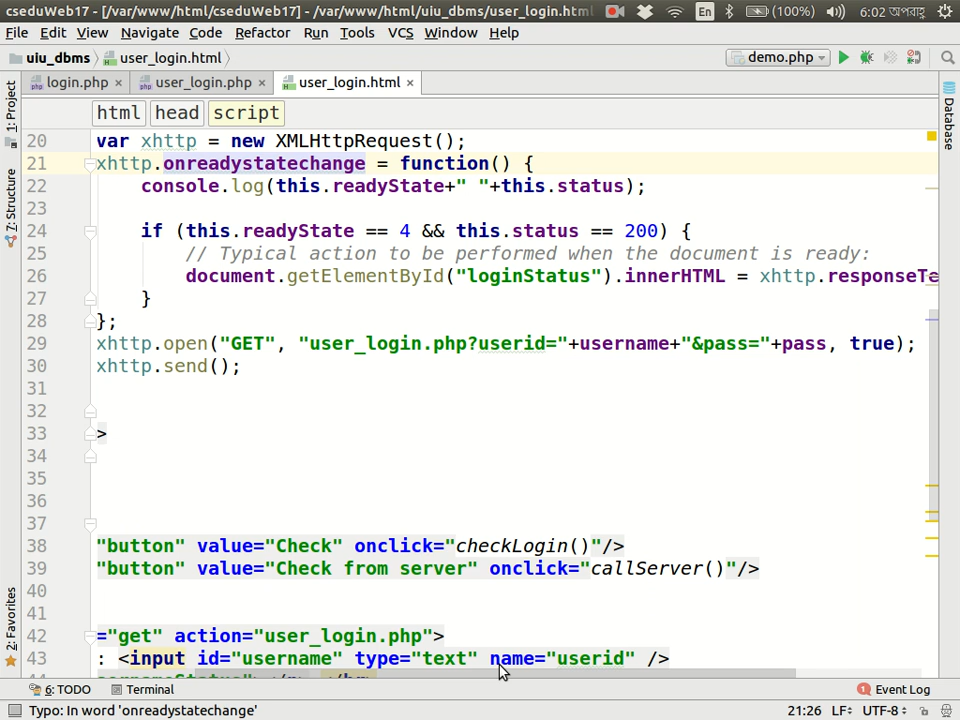 cseduWeb17 - [/var/www/html/cseduWeb17] - /var/www/html/uiu_dbms/user_login.html
En
(100%)
6:02 অপরাহ্
File Edit View Navigate Code Refactor Run Tools VCS Window Help
uiu_dbms user_login.html
demo.php
login.php × user_login.php × user_login.html ×
1: Project
7: Structure
2: Favorites
Database
html head script
20 var xhttp = new XMLHttpRequest();
21 xhttp.onreadystatechange = function() {
22 console.log(this.readyState+" "+this.status);
23
24 if (this.readyState == 4 && this.status == 200) {
25 // Typical action to be performed when the document is ready:
26 document.getElementById("loginStatus").innerHTML = xhttp.responseTe
27 }
28 };
29 xhttp.open("GET", "user_login.php?userid="+username+"&pass="+pass, true);
30 xhttp.send();
31
32
33 >
34
35
36
37
38 "button" value="Check" onclick="checkLogin()"/>
39 "button" value="Check from server" onclick="callServer()"/>
40
41
42 ="get" action="user_login.php">
43 : <input id="username" type="text" name="userid" />
6: TODO Terminal
1 Event Log
Typo: In word 'onreadystatechange'
21:26 LF UTF-8